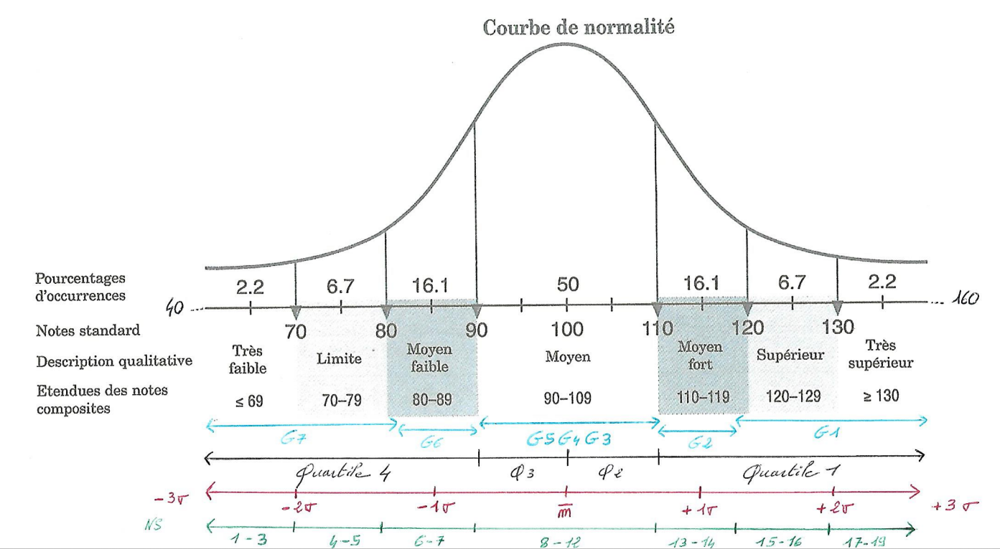 Courbe de normalité
Pourcentages
d'occurrences
2.2 6.7 16.1 50 16.1 6.7 2.2
40 ... ... 160
Notes standard 70 80 90 100 110 120 130
Description qualitative
Très
faible
Limite
Moyen
faible
Moyen
Moyen
fort
Supérieur
Très
supérieur
Etendues des notes
composites
≤ 69 70–79 80–89 90–109 110–119 120–129 ≥ 130
G7 G6 G5 G4 G3 G2 G1
Quartile 4 Q3 Q2 Quartile 1
-3σ -2σ -1σ m̅ +1σ +2σ +3σ
NS 1-3 4-5 6-7 8-12 13-14 15-16 17-19